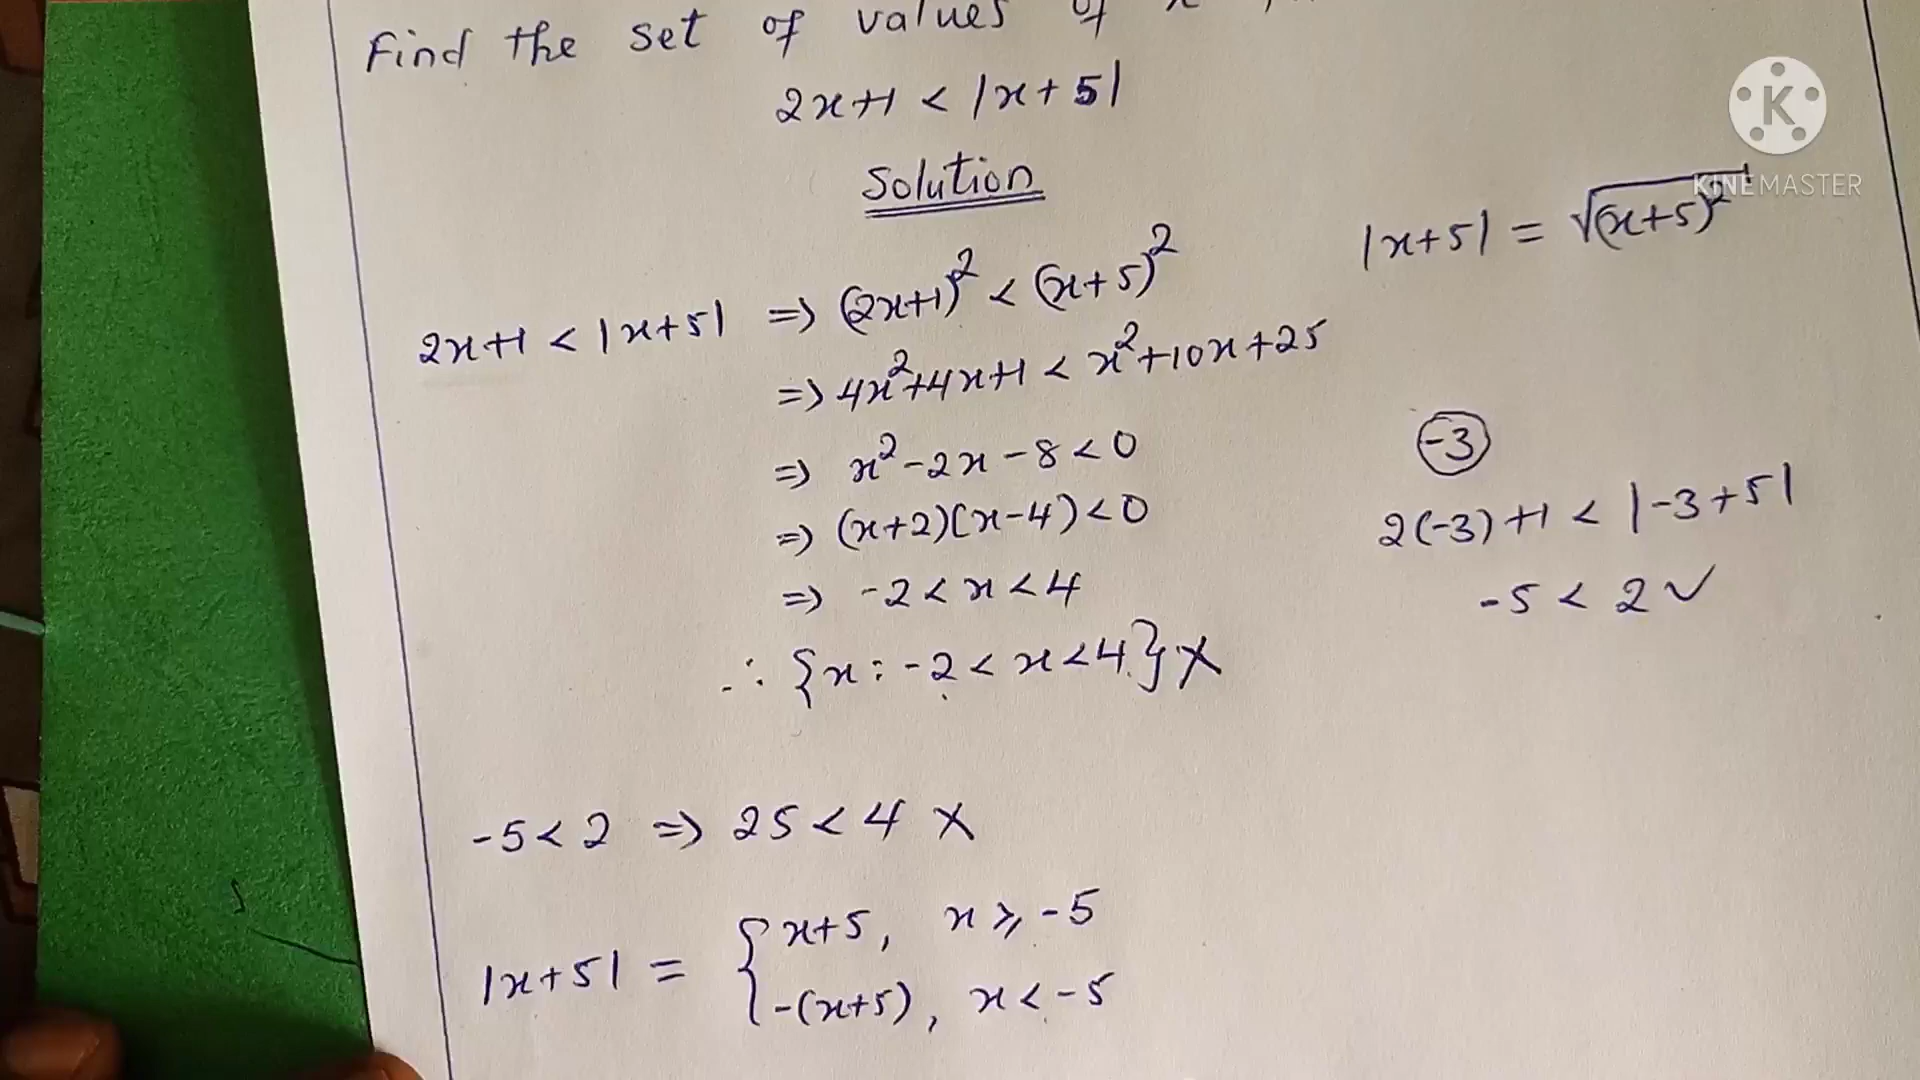 Find the set of values of x
2x+1 < |x+5|
Solution
|x+5| = √(x+5)²
2x+1 < |x+5| => (2x+1)² < (x+5)²
=> 4x²+4x+1 < x²+10x+25
=> x²-2x-8<0
=> (x+2)(x-4)<0
=> -2<x<4
∴ {x: -2<x<4} X
-3
2(-3)+1 < |-3+5|
-5 < 2 ✓
-5<2 => 25<4 X
|x+5| = { x+5, x ≥ -5
-(x+5), x < -5
K
KINEMASTER